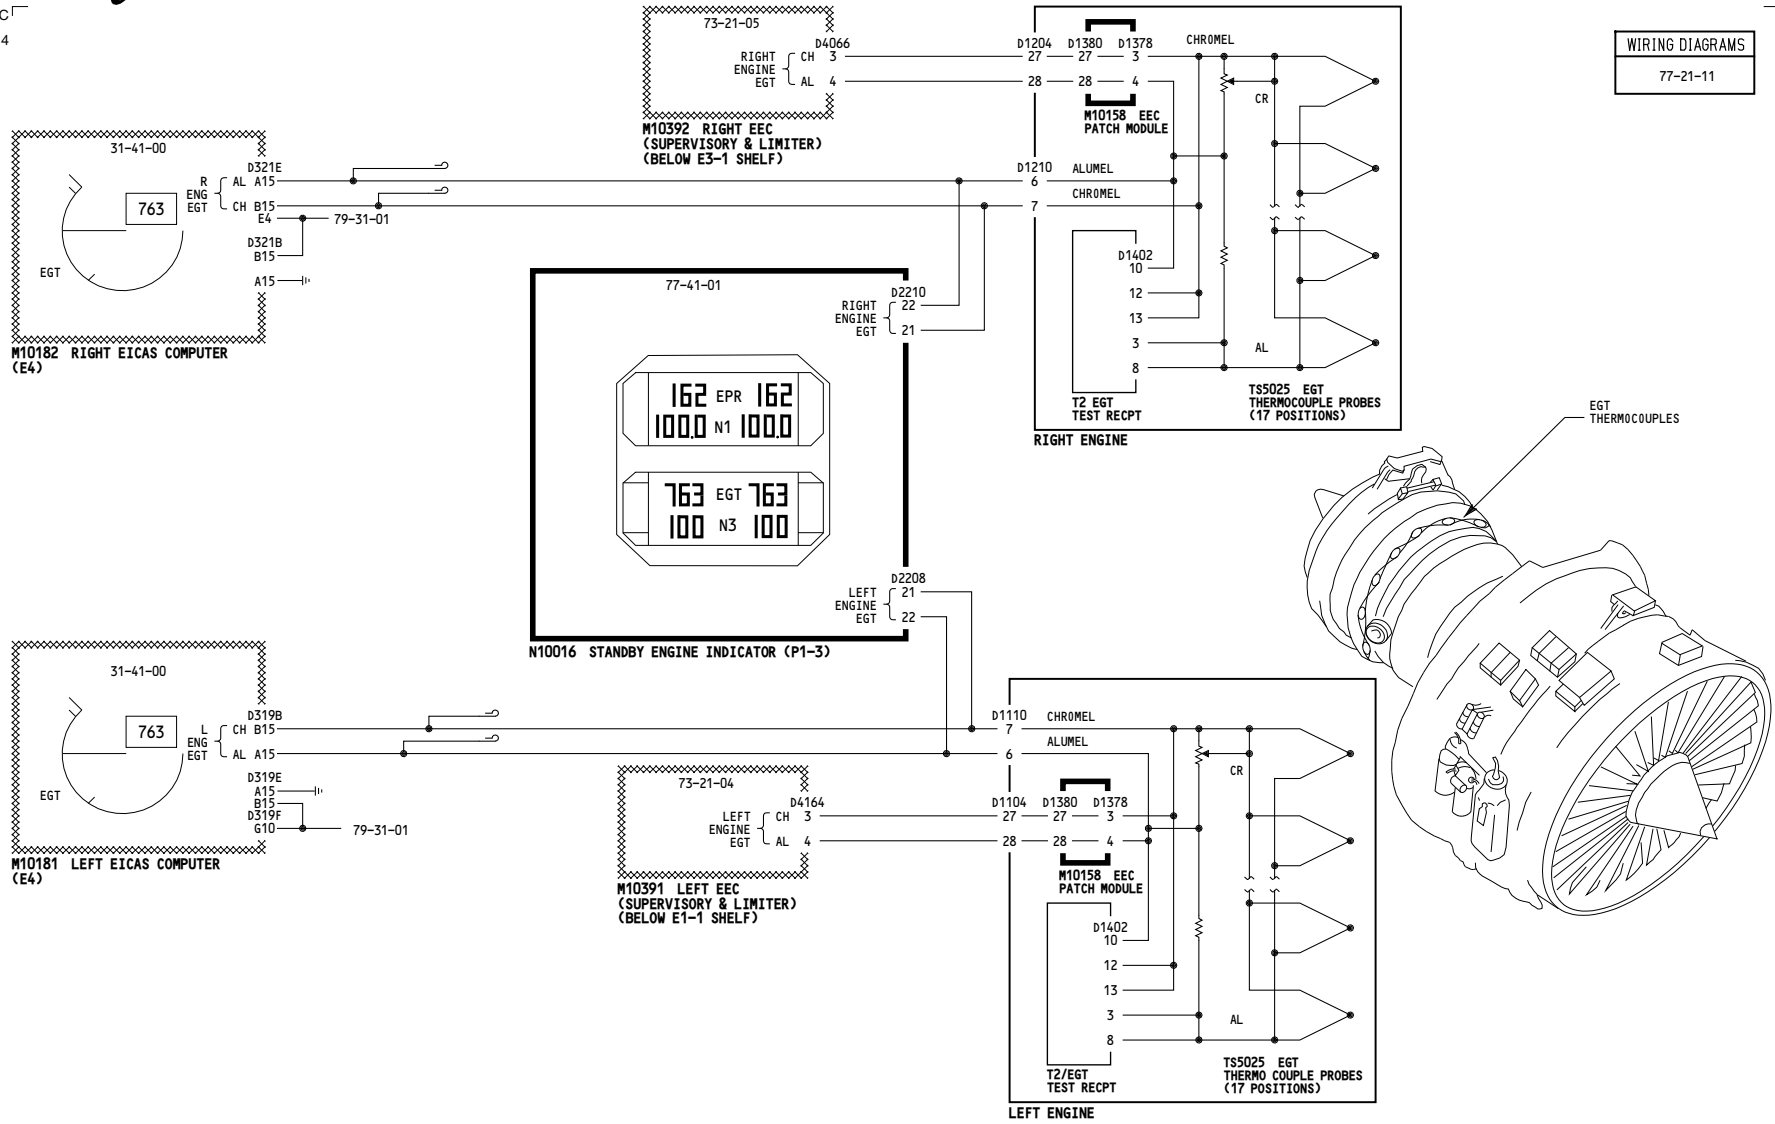 C
4
WIRING DIAGRAMS
77-21-11
73-21-05
D4066
RIGHT ENGINE EGT
CH 3
AL 4
M10392 RIGHT EEC
(SUPERVISORY & LIMITER)
(BELOW E3-1 SHELF)
D1204 D1380 D1378
27 27 3
28 28 4
CHROMEL
M10158 EEC
PATCH MODULE
CR
D1210
6 ALUMEL
7 CHROMEL
D1402
10
12
13
3
8
AL
T2 EGT
TEST RECPT
TS5025 EGT
THERMOCOUPLE PROBES
(17 POSITIONS)
RIGHT ENGINE
31-41-00
763
EGT
R
ENG
EGT
D321E
AL A15
CH B15
E4
79-31-01
D321B
B15
A15
M10182 RIGHT EICAS COMPUTER
(E4)
77-41-01
D2210
RIGHT
ENGINE
EGT
22
21
162 EPR 162
100.0 N1 100.0
763 EGT 763
100 N3 100
D2208
LEFT
ENGINE
EGT
21
22
N10016 STANDBY ENGINE INDICATOR (P1-3)
EGT
THERMOCOUPLES
31-41-00
763
EGT
L
ENG
EGT
D319B
CH B15
AL A15
D319E
A15
B15
D319F
G10
79-31-01
M10181 LEFT EICAS COMPUTER
(E4)
73-21-04
D4164
LEFT
ENGINE
EGT
CH 3
AL 4
M10391 LEFT EEC
(SUPERVISORY & LIMITER)
(BELOW E1-1 SHELF)
D1110
7 CHROMEL
6 ALUMEL
D1104 D1380 D1378
27 27 3
28 28 4
CR
M10158 EEC
PATCH MODULE
D1402
10
12
13
3
8
AL
T2/EGT
TEST RECPT
TS5025 EGT
THERMO COUPLE PROBES
(17 POSITIONS)
LEFT ENGINE